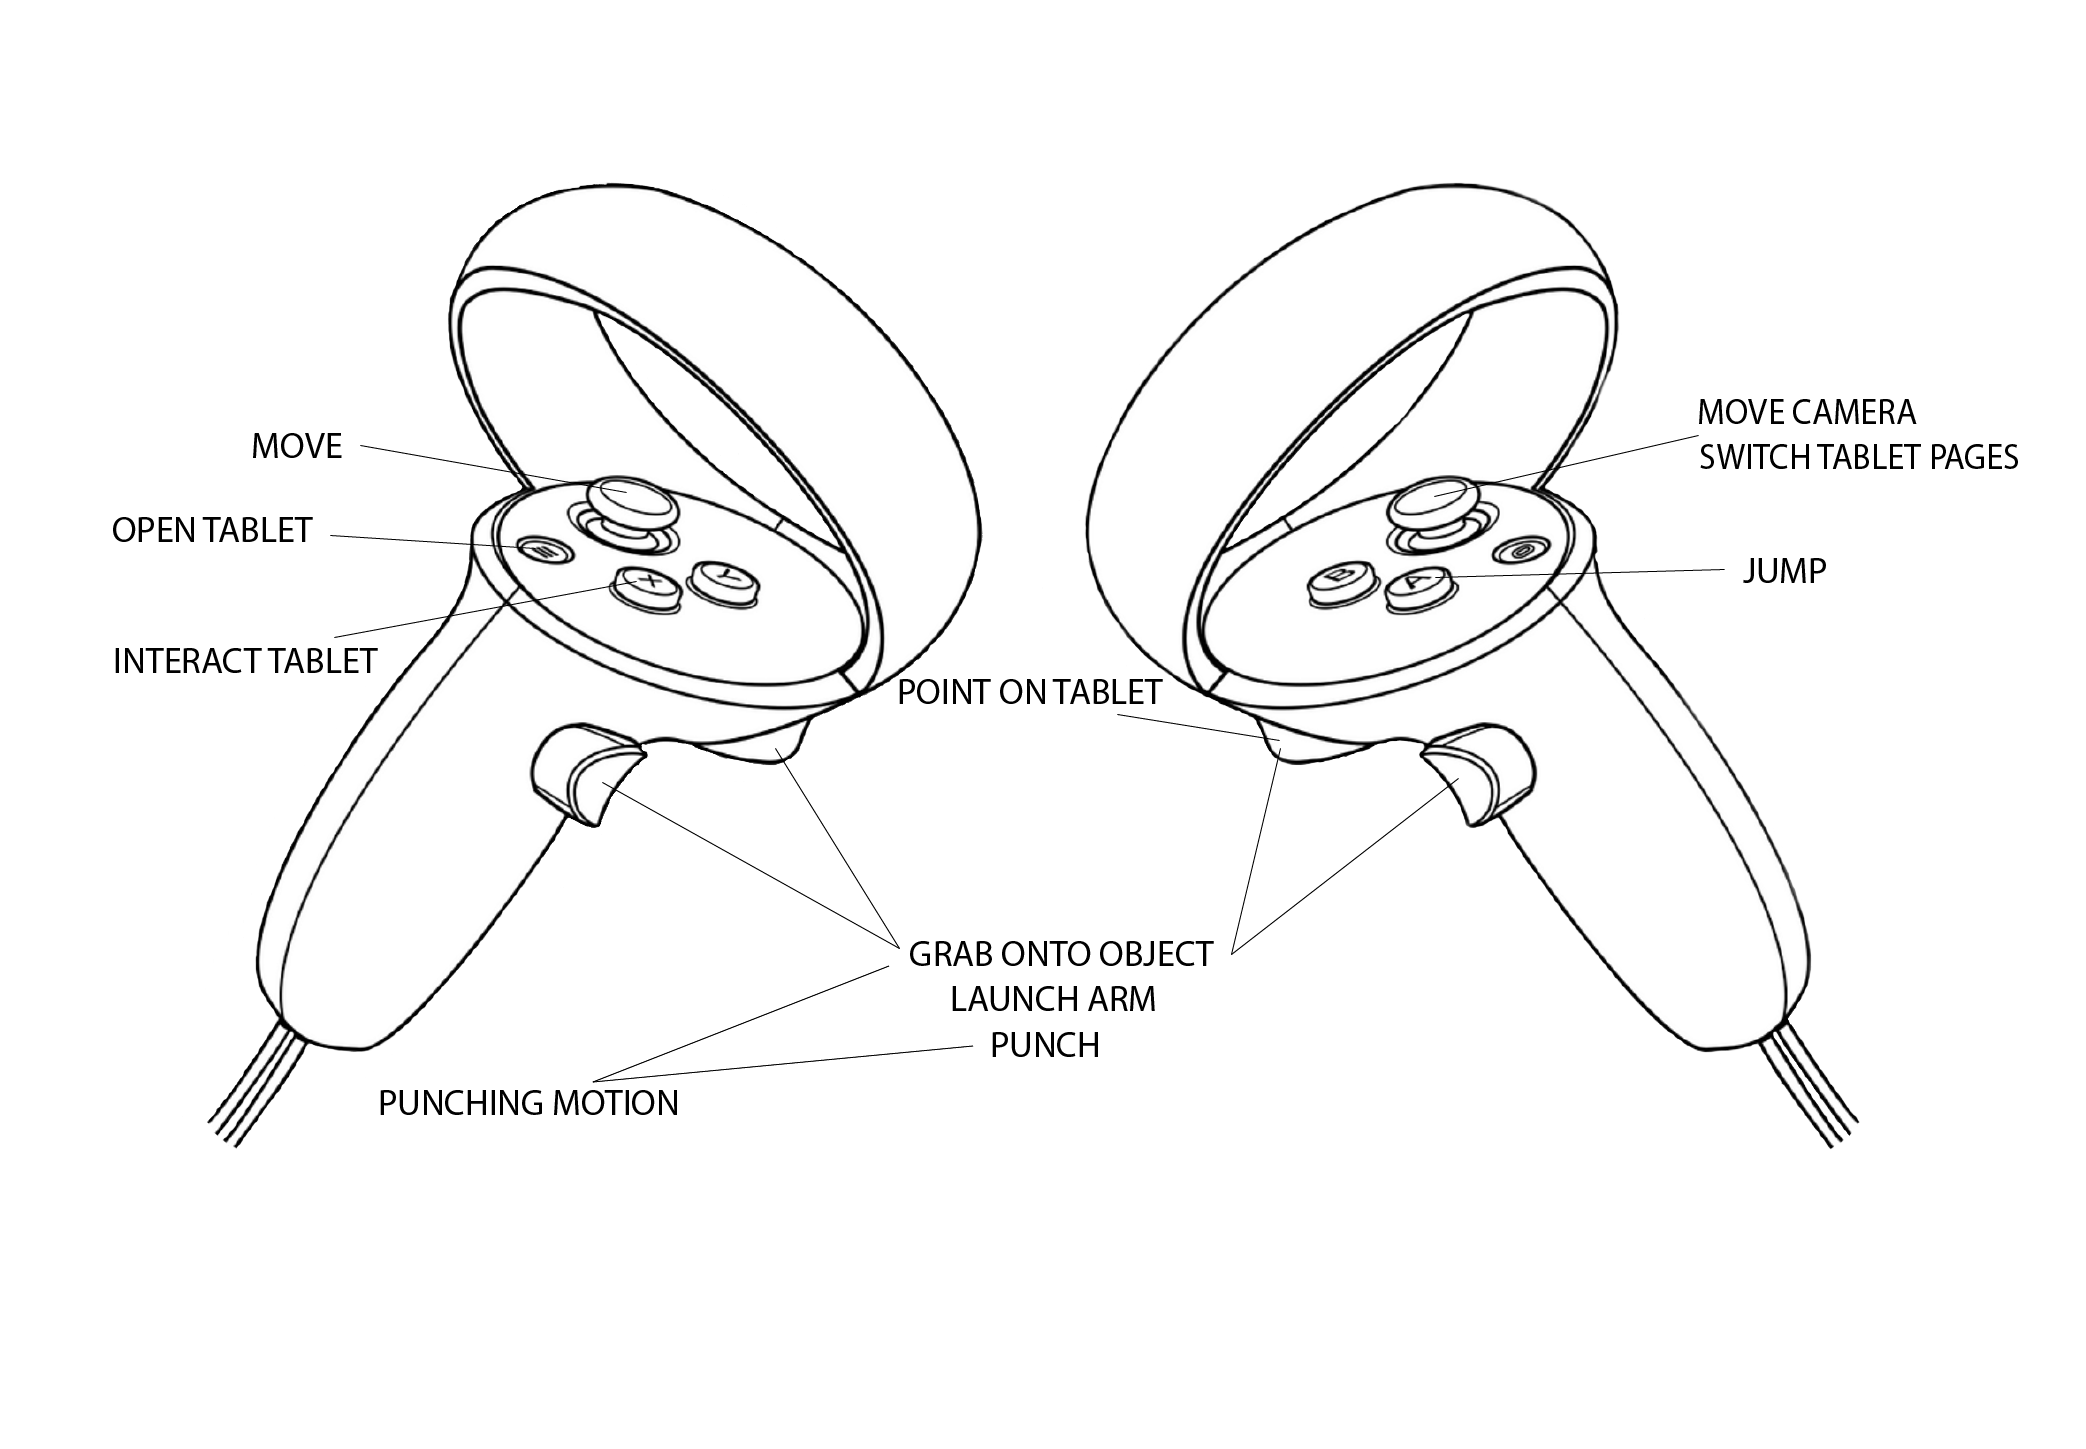 MOVE CAMERA
SWITCH TABLET PAGES
MOVE
OPEN TABLET
JUMP
X
Y
B
A
INTERACT TABLET
POINT ON TABLET
GRAB ONTO OBJECT
LAUNCH ARM
PUNCH
PUNCHING MOTION